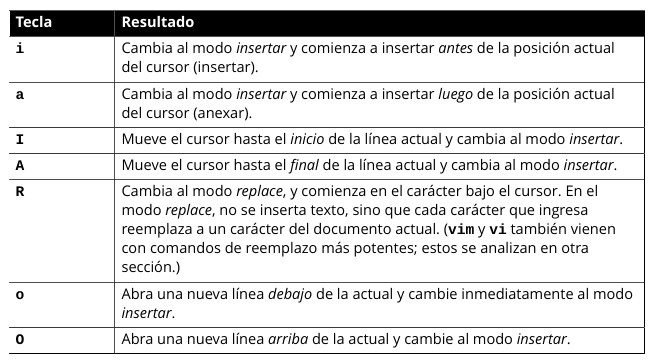 Tecla Resultado
i Cambia al modo insertar y comienza a insertar antes de la posición actual
del cursor (insertar).
a Cambia al modo insertar y comienza a insertar luego de la posición actual
del cursor (anexar).
I Mueve el cursor hasta el inicio de la línea actual y cambia al modo insertar.
A Mueve el cursor hasta el final de la línea actual y cambia al modo insertar.
R Cambia al modo replace, y comienza en el carácter bajo el cursor. En el
modo replace, no se inserta texto, sino que cada carácter que ingresa
reemplaza a un carácter del documento actual. (vim y vi también vienen
con comandos de reemplazo más potentes; estos se analizan en otra
sección.)
o Abra una nueva línea debajo de la actual y cambie inmediatamente al modo
insertar.
O Abra una nueva línea arriba de la actual y cambie al modo insertar.